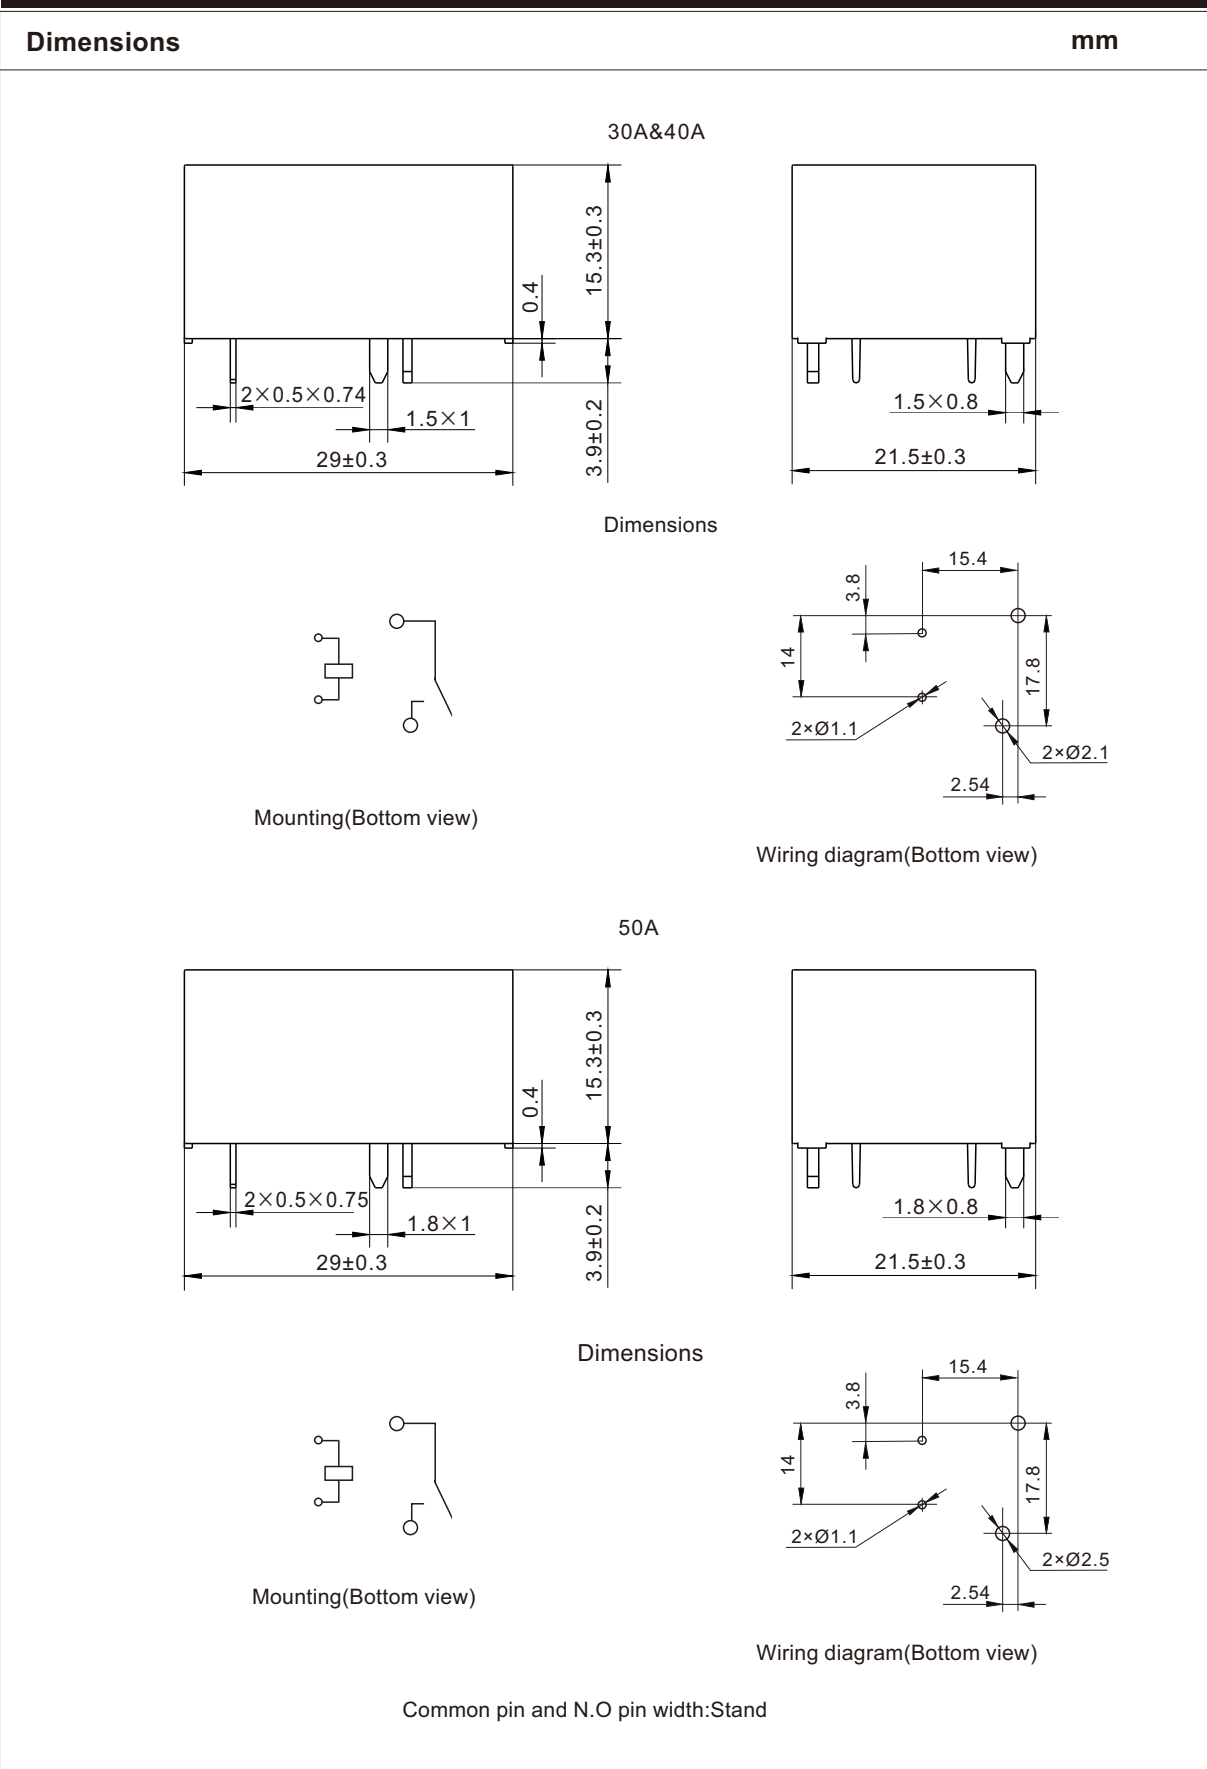 Dimensions mm
30A&40A
15.3±0.3
0.4
2×0.5×0.74
1.5×1
29±0.3
3.9±0.2
1.5×0.8
21.5±0.3
Dimensions
15.4
3.8
14
17.8
2×Ø1.1
2×Ø2.1
2.54
Mounting(Bottom view)
Wiring diagram(Bottom view)
50A
15.3±0.3
0.4
2×0.5×0.75
1.8×1
29±0.3
3.9±0.2
1.8×0.8
21.5±0.3
Dimensions
15.4
3.8
14
17.8
2×Ø1.1
2×Ø2.5
2.54
Mounting(Bottom view)
Wiring diagram(Bottom view)
Common pin and N.O pin width:Stand